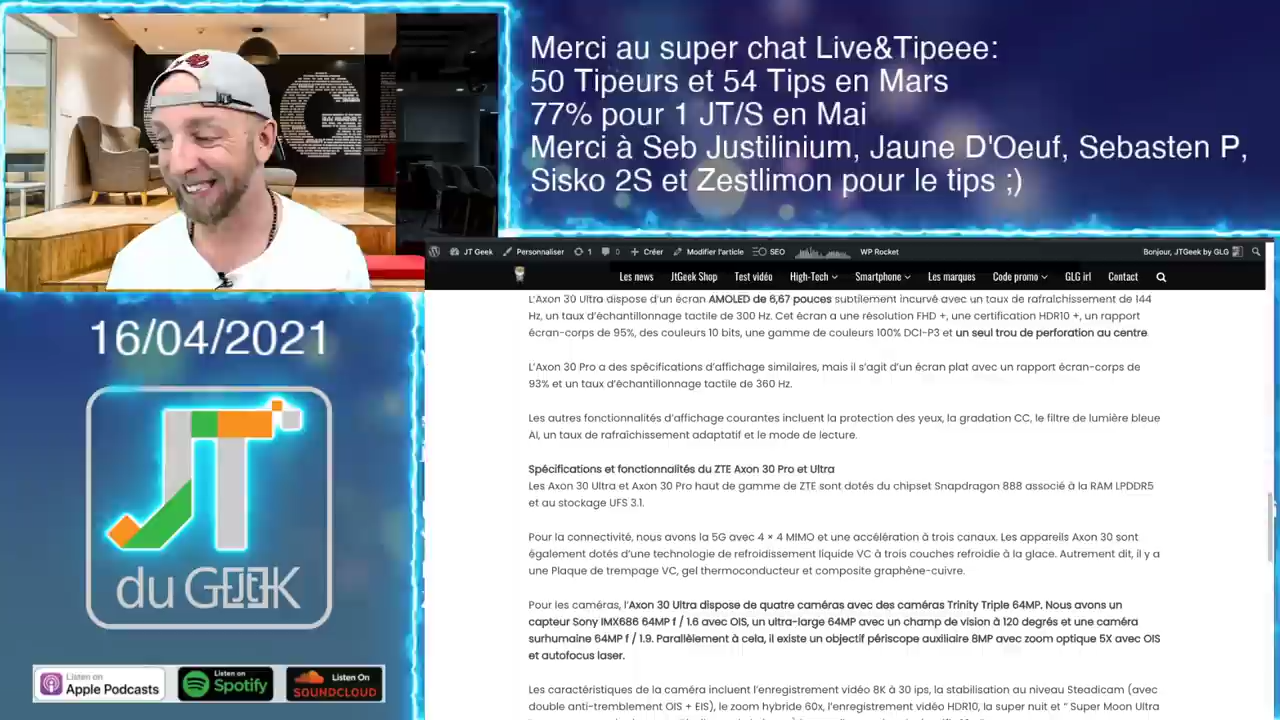 Merci au super chat Live&Tipeee:
50 Tipeurs et 54 Tips en Mars
77% pour 1 JT/S en Mai
Merci à Seb Justilinium, Jaune D'Oeuf, Sebasten P,
Sisko 2S et Zestlimon pour le tips ;)
JT Geek Personnaliser 1 0 Créer Modifier l'article SEO WP Rocket Bonjour, JTGeek by GLG
Les news JtGeek Shop Test vidéo High-Tech Smartphone Les marques Code promo GLG irl Contact
L'Axon 30 Ultra dispose d'un écran AMOLED de 6,67 pouces subtilement incurvé avec un taux de rafraîchissement de 144
Hz, un taux d'échantillonnage tactile de 300 Hz. Cet écran a une résolution FHD +, une certification HDR10 +, un rapport
écran-corps de 95%, des couleurs 10 bits, une gamme de couleurs 100% DCI-P3 et un seul trou de perforation au centre.
L'Axon 30 Pro a des spécifications d'affichage similaires, mais il s'agit d'un écran plat avec un rapport écran-corps de
93% et un taux d'échantillonnage tactile de 360 Hz.
Les autres fonctionnalités d'affichage courantes incluent la protection des yeux, la gradation CC, le filtre de lumière bleue
AI, un taux de rafraîchissement adaptatif et le mode de lecture.
Spécifications et fonctionnalités du ZTE Axon 30 Pro et Ultra
Les Axon 30 Ultra et Axon 30 Pro haut de gamme de ZTE sont dotés du chipset Snapdragon 888 associé à la RAM LPDDR5
et au stockage UFS 3.1.
Pour la connectivité, nous avons la 5G avec 4 × 4 MIMO et une accélération à trois canaux. Les appareils Axon 30 sont
également dotés d'une technologie de refroidissement liquide VC à trois couches refroidie à la glace. Autrement dit, il y a
une Plaque de trempage VC, gel thermoconducteur et composite graphène-cuivre.
Pour les caméras, l'Axon 30 Ultra dispose de quatre caméras avec des caméras Trinity Triple 64MP. Nous avons un
capteur Sony IMX686 64MP f / 1.6 avec OIS, un ultra-large 64MP avec un champ de vision à 120 degrés et une caméra
surhumaine 64MP f / 1.9. Parallèlement à cela, il existe un objectif périscope auxiliaire 8MP avec zoom optique 5X avec OIS
et autofocus laser.
Les caractéristiques de la caméra incluent l'enregistrement vidéo 8K à 30 ips, la stabilisation au niveau Steadicam (avec
double anti-tremblement OIS + EIS), le zoom hybride 60x, l'enregistrement vidéo HDR10, la super nuit et " Super Moon Ultra
16/04/2021
JT
du GEEK
Listen on
Apple Podcasts
Listen on
Spotify
Listen On
SOUNDCLOUD